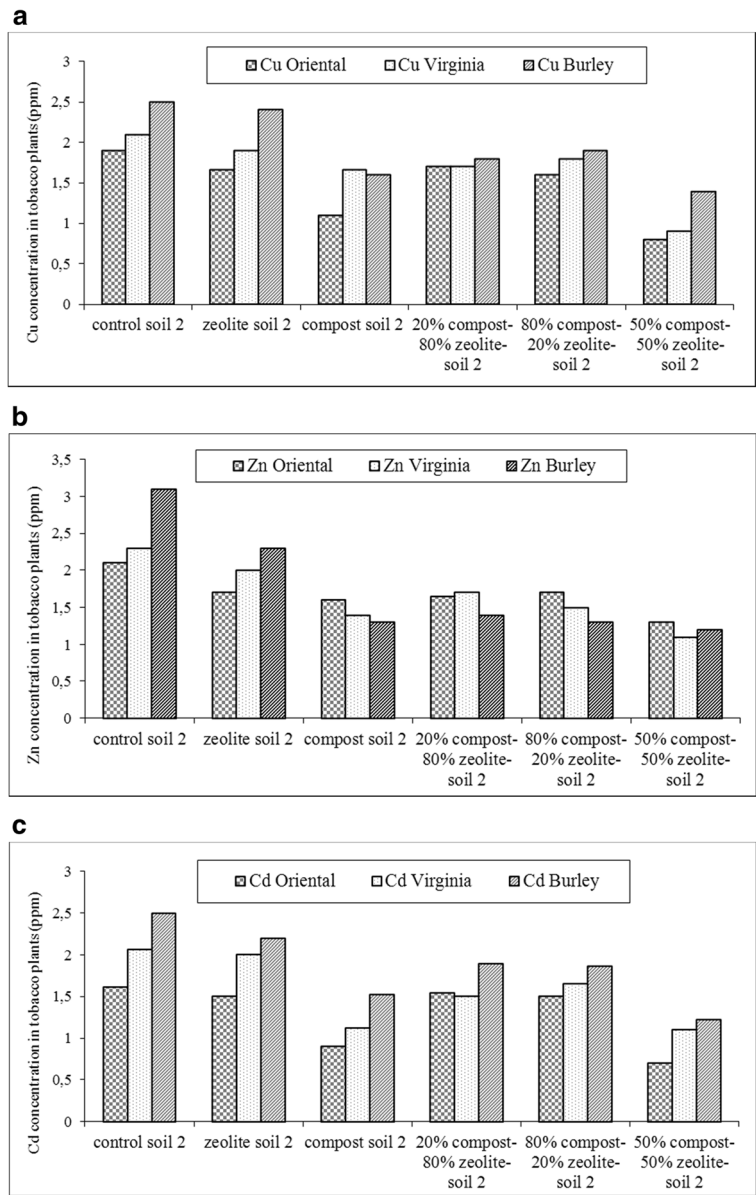 a
Cu concentration in tobacco plants (ppm)
Cu Oriental Cu Virginia Cu Burley
3
2,5
2
1,5
1
0,5
0
control soil 2 zeolite soil 2 compost soil 2 20% compost- 80% compost- 50% compost-
80% zeolite- 20% zeolite- 50% zeolite-
soil 2 soil 2 soil 2
b
Zn concentration in tobacco plants (ppm)
Zn Oriental Zn Virginia Zn Burley
3,5
3
2,5
2
1,5
1
0,5
0
control soil 2 zeolite soil 2 compost soil 2 20% compost- 80% compost- 50% compost-
80% zeolite- 20% zeolite- 50% zeolite-
soil 2 soil 2 soil 2
c
Cd concentration in tobacco plants (ppm)
Cd Oriental Cd Virginia Cd Burley
3
2,5
2
1,5
1
0,5
0
control soil 2 zeolite soil 2 compost soil 2 20% compost- 80% compost- 50% compost-
80% zeolite- 20% zeolite- 50% zeolite-
soil 2 soil 2 soil 2